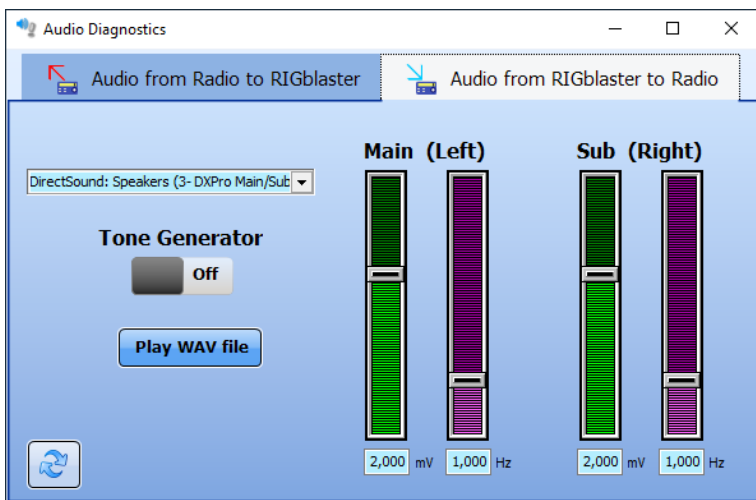 Audio Diagnostics
Audio from Radio to RIGblaster
Audio from RIGblaster to Radio
Main (Left)
Sub (Right)
DirectSound: Speakers (3- DXPro Main/Sub
Tone Generator
Off
Play WAV file
2,000 mV 1,000 Hz
2,000 mV 1,000 Hz